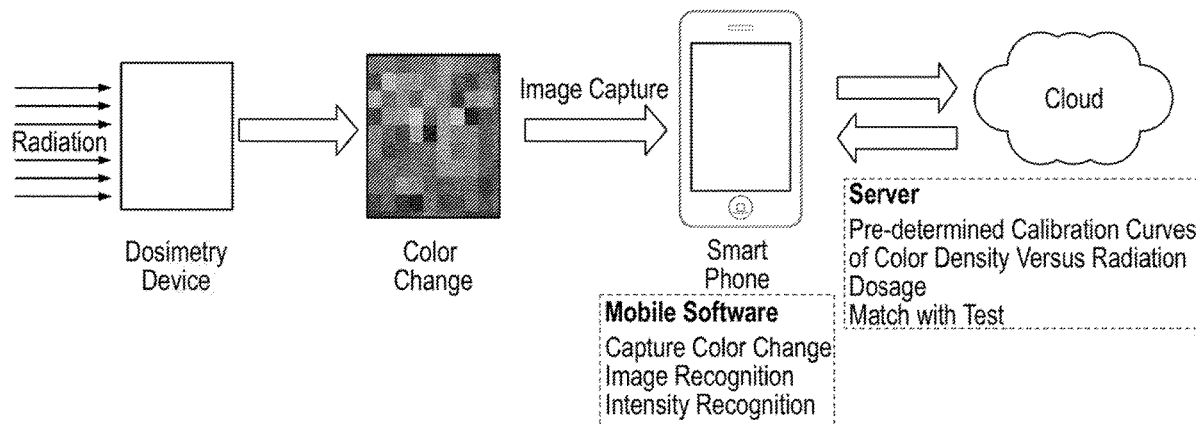 Radiation
Dosimetry
Device
Color
Change
Image Capture
Smart
Phone
Mobile Software
Capture Color Change
Image Recognition
Intensity Recognition
Cloud
Server
Pre-determined Calibration Curves
of Color Density Versus Radiation
Dosage
Match with Test